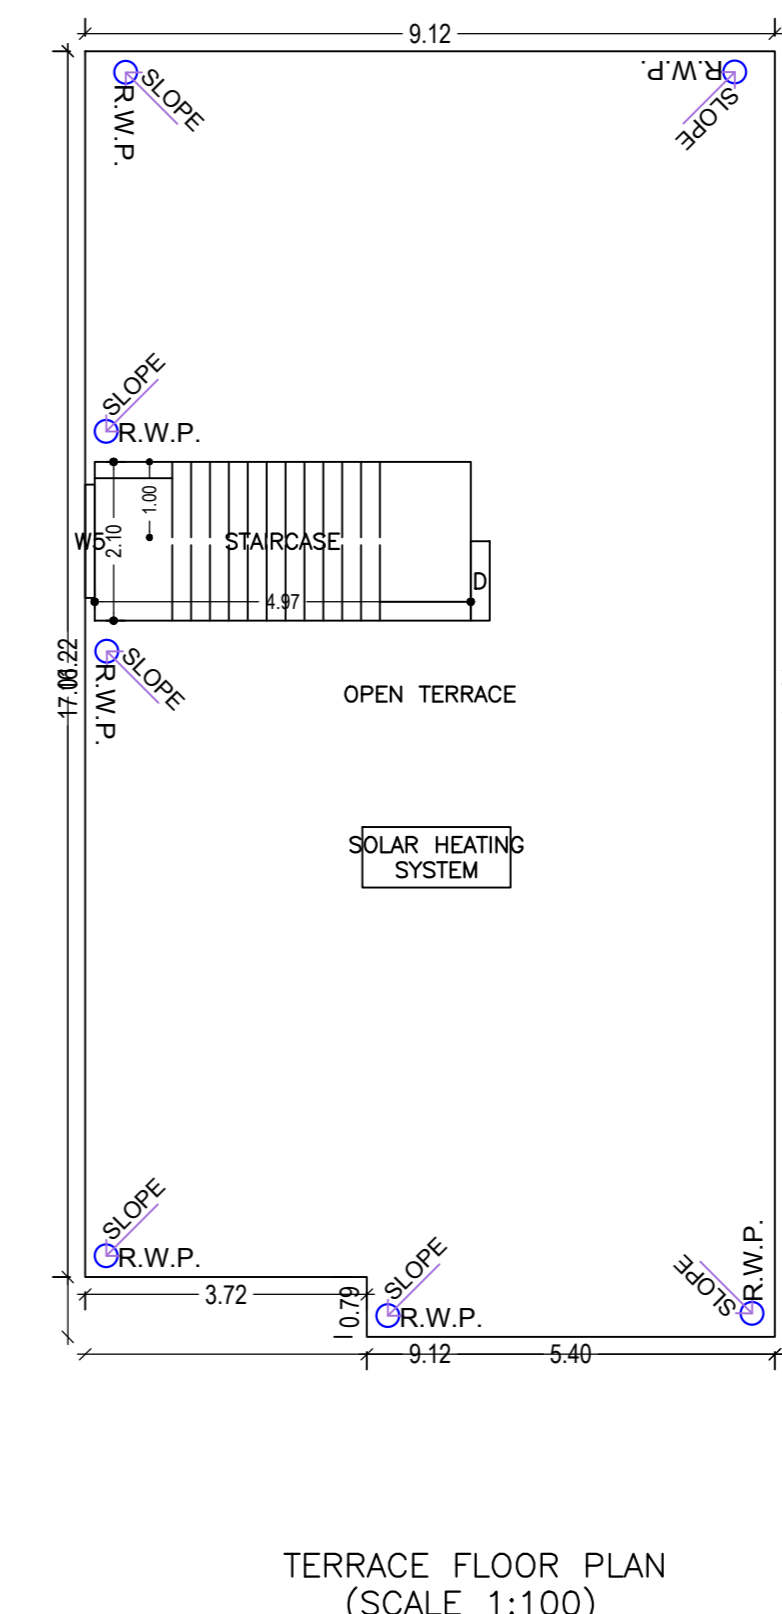 9.12
SLOPE
R.W.P.
R.W.P.
SLOPE
SLOPE
R.W.P.
1.00
W5
2.10
STAIRCASE
D
4.97
SLOPE
R.W.P.
OPEN TERRACE
SOLAR HEATING
SYSTEM
SLOPE
R.W.P.
3.72
0.79
SLOPE
R.W.P.
SLOPE
R.W.P.
9.12
5.40
TERRACE FLOOR PLAN
(SCALE 1:100)